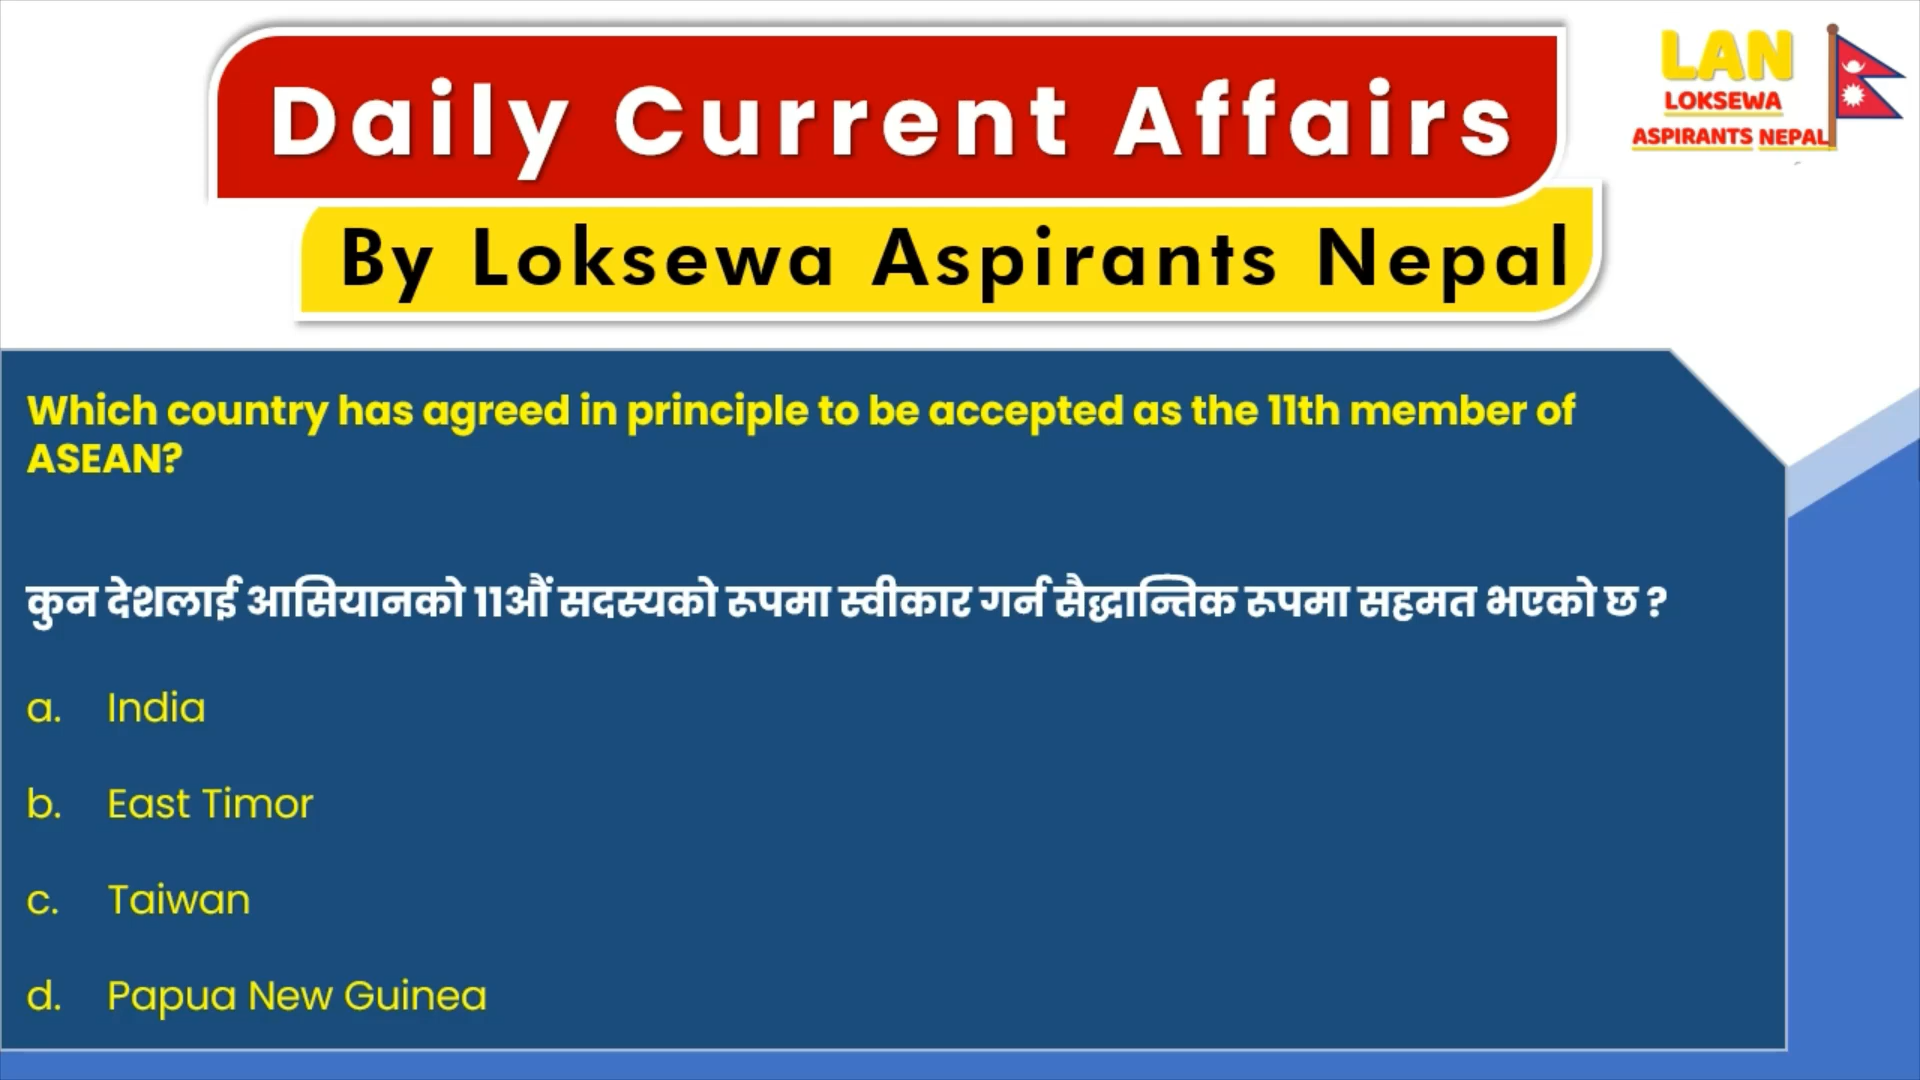 Daily Current Affairs
By Loksewa Aspirants Nepal
LAN
LOKSEWA
ASPIRANTS NEPAL
Which country has agreed in principle to be accepted as the 11th member of
ASEAN?
कुन देशलाई आसियानको 11औं सदस्यको रूपमा स्वीकार गर्न सैद्धान्तिक रूपमा सहमत भएको छ ?
a. India
b. East Timor
c. Taiwan
d. Papua New Guinea